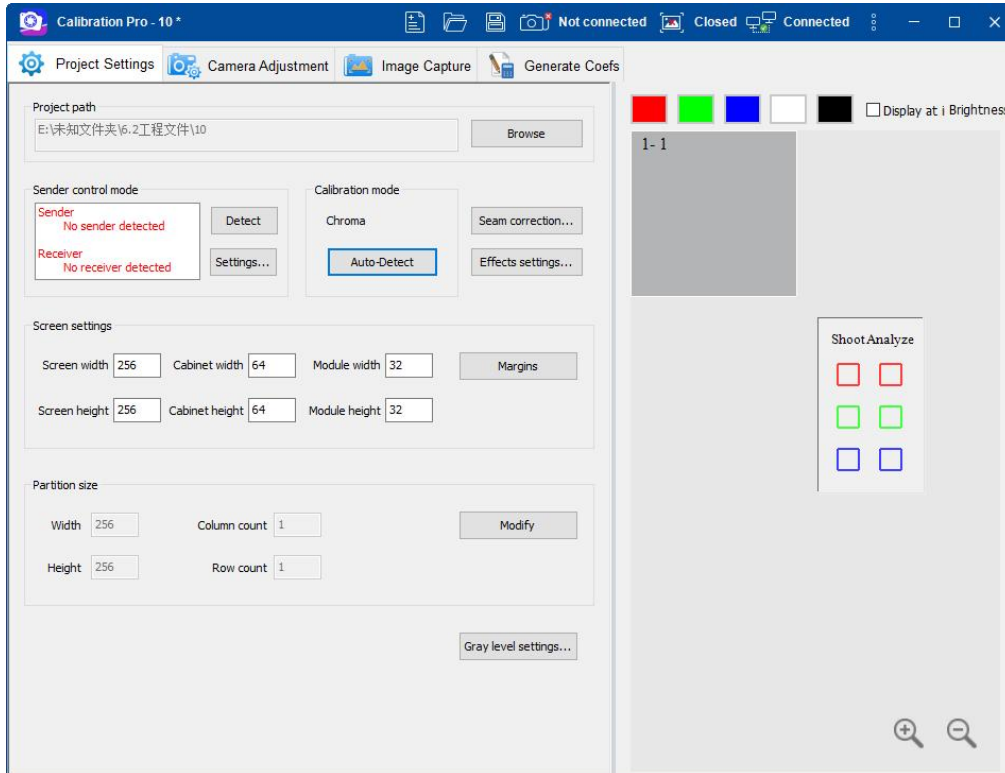 Calibration Pro - 10 *
Not connected
Closed
Connected
Project Settings
Camera Adjustment
Image Capture
Generate Coefs
Project path
E:\未知文件夹\6.2工程文件\10
Browse
Sender control mode
Sender
No sender detected
Receiver
No receiver detected
Detect
Settings...
Calibration mode
Chroma
Auto-Detect
Seam correction...
Effects settings...
Screen settings
Screen width 256 Cabinet width 64 Module width 32
Margins
Screen height 256 Cabinet height 64 Module height 32
Partition size
Width 256 Column count 1
Modify
Height 256 Row count 1
Gray level settings...
Display at i Brightness
1- 1
Shoot Analyze